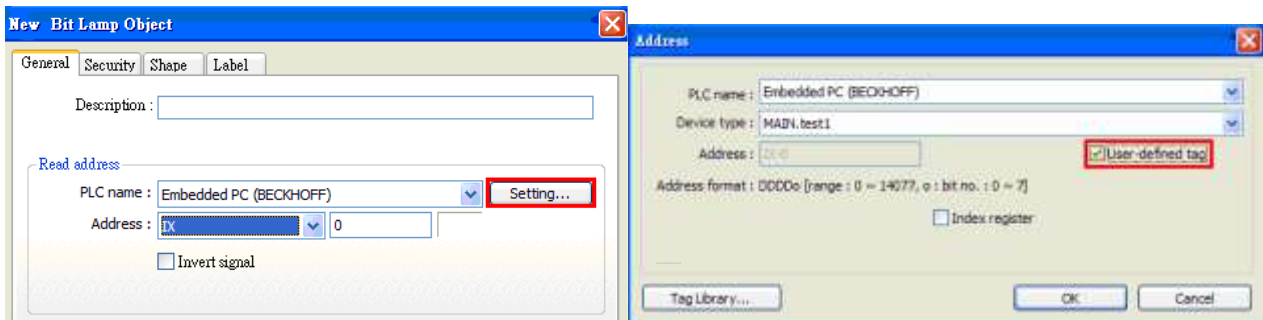 New Bit Lamp Object
General Security Shape Label
Description :
Read address
PLC name : Embedded PC (BECKHOFF) Setting...
Address : IX 0
Invert signal
Address
PLC name : Embedded PC (BECKHOFF)
Device type : MAIN.test1
Address : User-defined tag
Address format : DDDDo [range : 0 ~ 14077, o : bit no. : 0 ~ 7]
Index register
Tag Library... OK Cancel